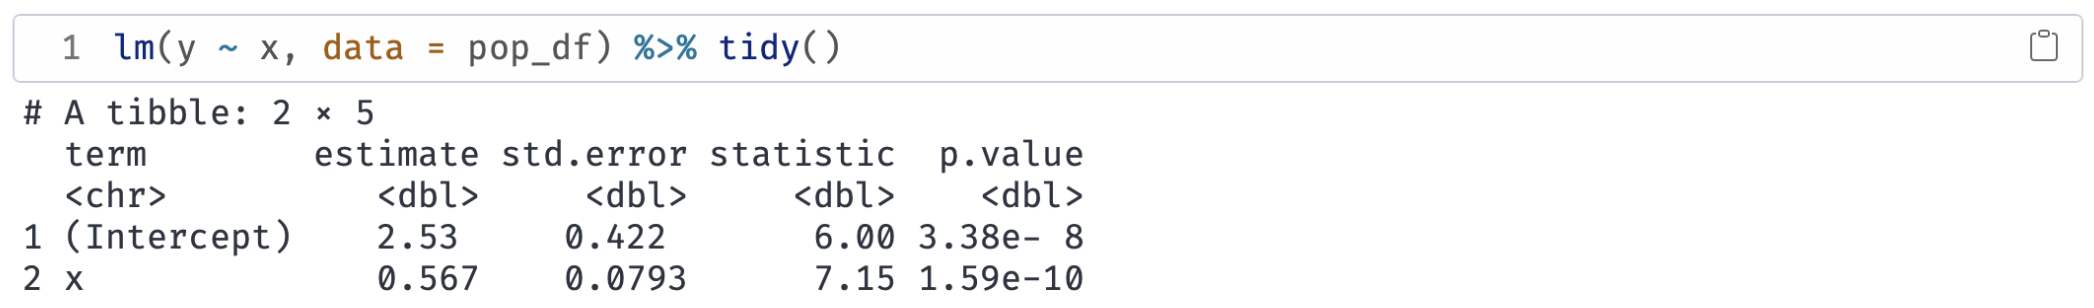 1 lm(y ~ x, data = pop_df) %>% tidy()
# A tibble: 2 × 5
  term        estimate std.error statistic  p.value
  <chr>          <dbl>     <dbl>     <dbl>    <dbl>
1 (Intercept)    2.53     0.422       6.00 3.38e- 8
2 x              0.567    0.0793      7.15 1.59e-10